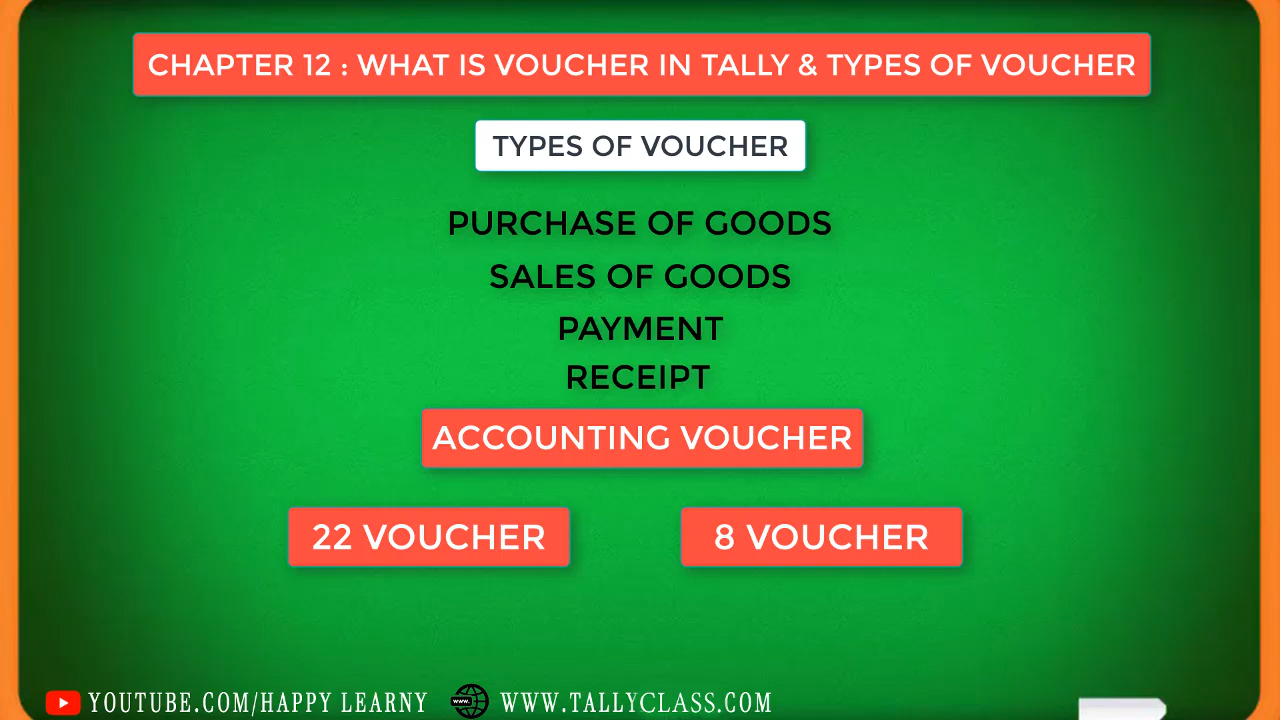 CHAPTER 12 : WHAT IS VOUCHER IN TALLY & TYPES OF VOUCHER
TYPES OF VOUCHER
PURCHASE OF GOODS
SALES OF GOODS
PAYMENT
RECEIPT
ACCOUNTING VOUCHER
22 VOUCHER 8 VOUCHER
YOUTUBE.COM/HAPPY LEARNY www. WWW.TALLYCLASS.COM